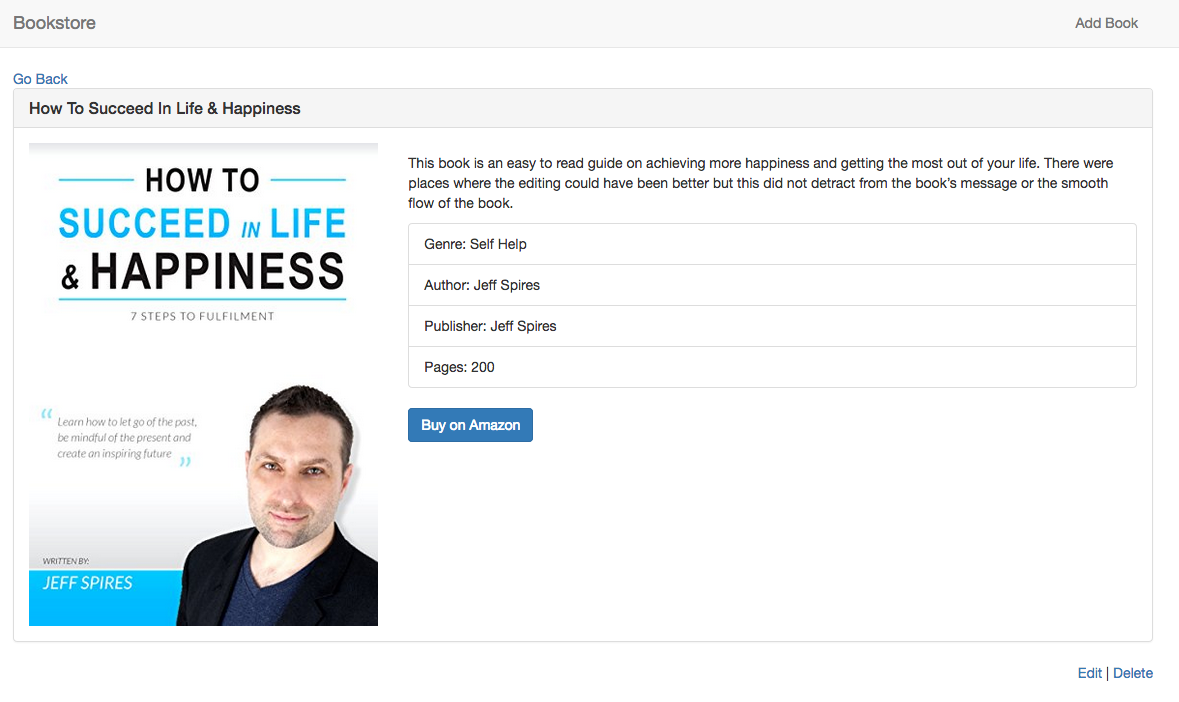 Bookstore
Add Book
Go Back
How To Succeed In Life & Happiness
HOW TO
SUCCEED IN LIFE
& HAPPINESS
7 STEPS TO FULFILMENT
“ Learn how to let go of the past,
be mindful of the present and
create an inspiring future ”
WRITTEN BY:
JEFF SPIRES
This book is an easy to read guide on achieving more happiness and getting the most out of your life. There were
places where the editing could have been better but this did not detract from the book's message or the smooth
flow of the book.
Genre: Self Help
Author: Jeff Spires
Publisher: Jeff Spires
Pages: 200
Buy on Amazon
Edit | Delete